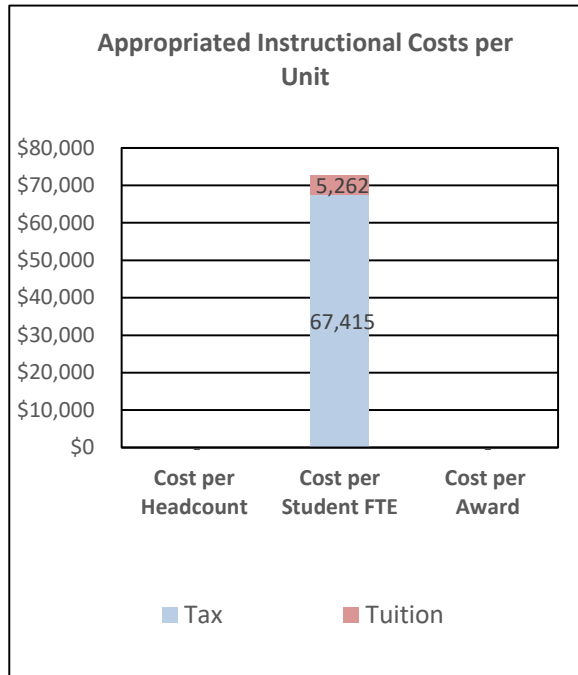 Appropriated Instructional Costs per
Unit
$80,000
$70,000
$60,000
$50,000
$40,000
$30,000
$20,000
$10,000
$0
5,262
67,415
-
-
Cost per
Headcount
Cost per
Student FTE
Cost per
Award
Tax
Tuition